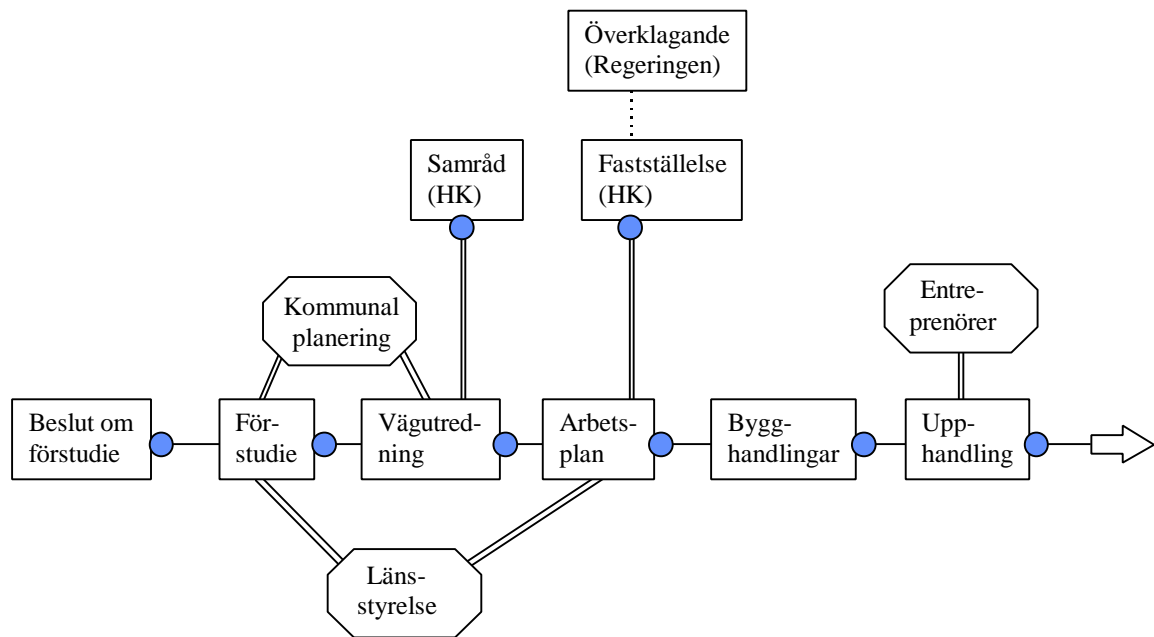 Överklagande
(Regeringen)
Samråd
(HK)
Fastställelse
(HK)
Kommunal
planering
Entre-
prenörer
Beslut om
förstudie
För-
studie
Vägutred-
ning
Arbets-
plan
Bygg-
handlingar
Upp-
handling
Läns-
styrelse